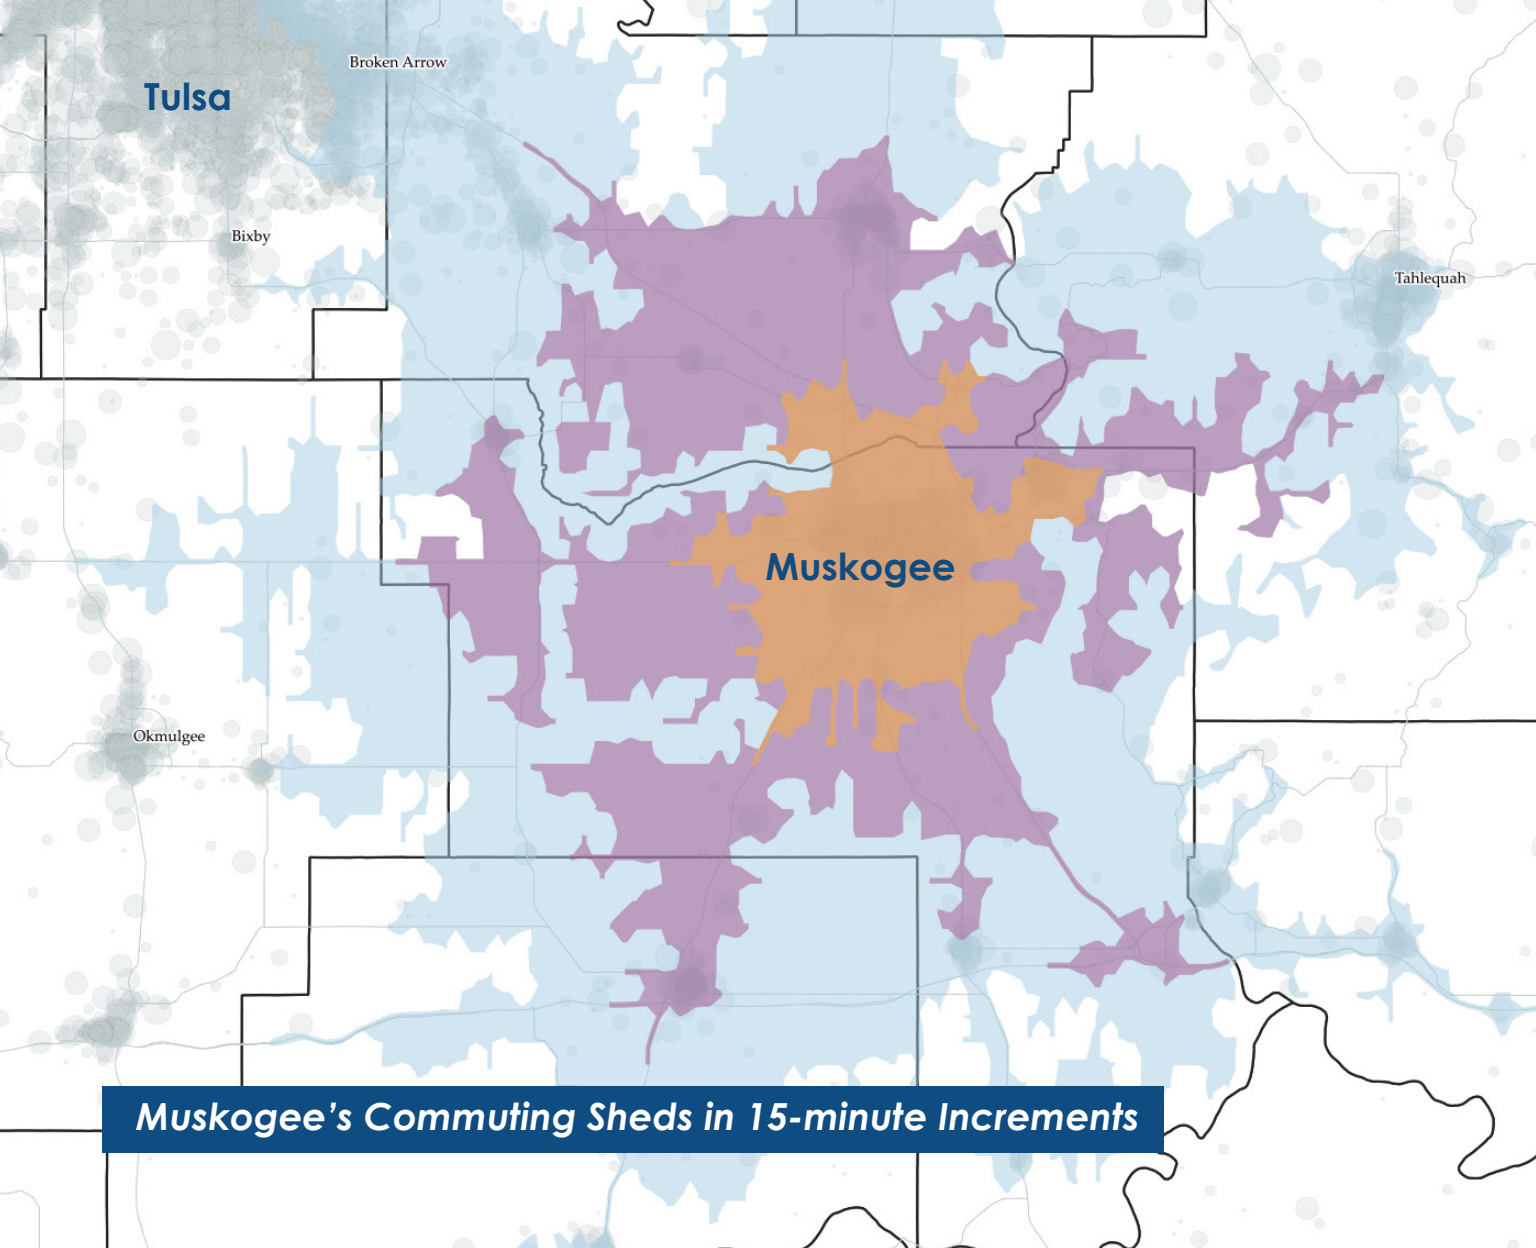 Broken Arrow
Tulsa
Bixby
Tahlequah
Muskogee
Okmulgee
Muskogee’s Commuting Sheds in 15-minute Increments